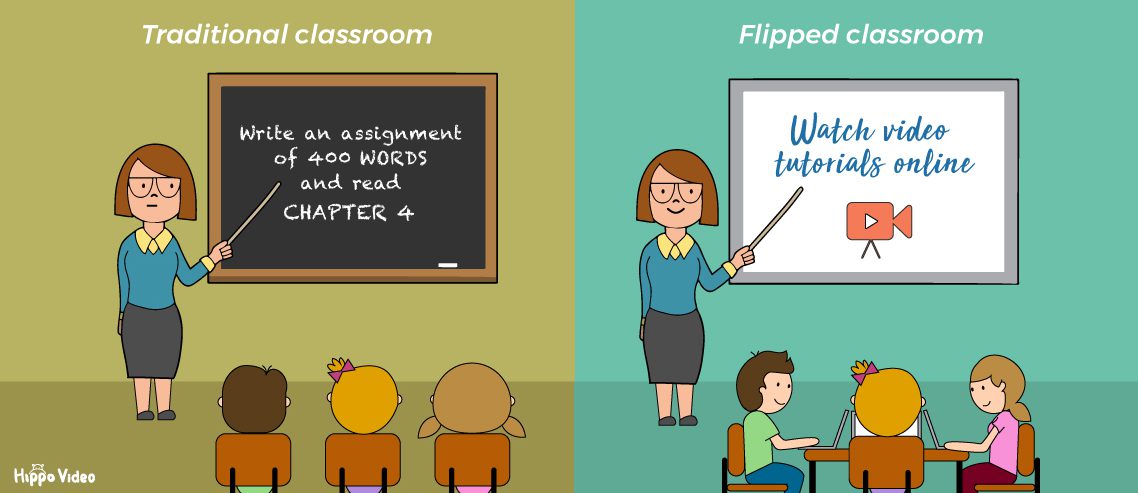 Traditional classroom
Write an assignment
of 400 WORDS
and read
CHAPTER 4
Flipped classroom
Watch video
tutorials online
Hippo Video